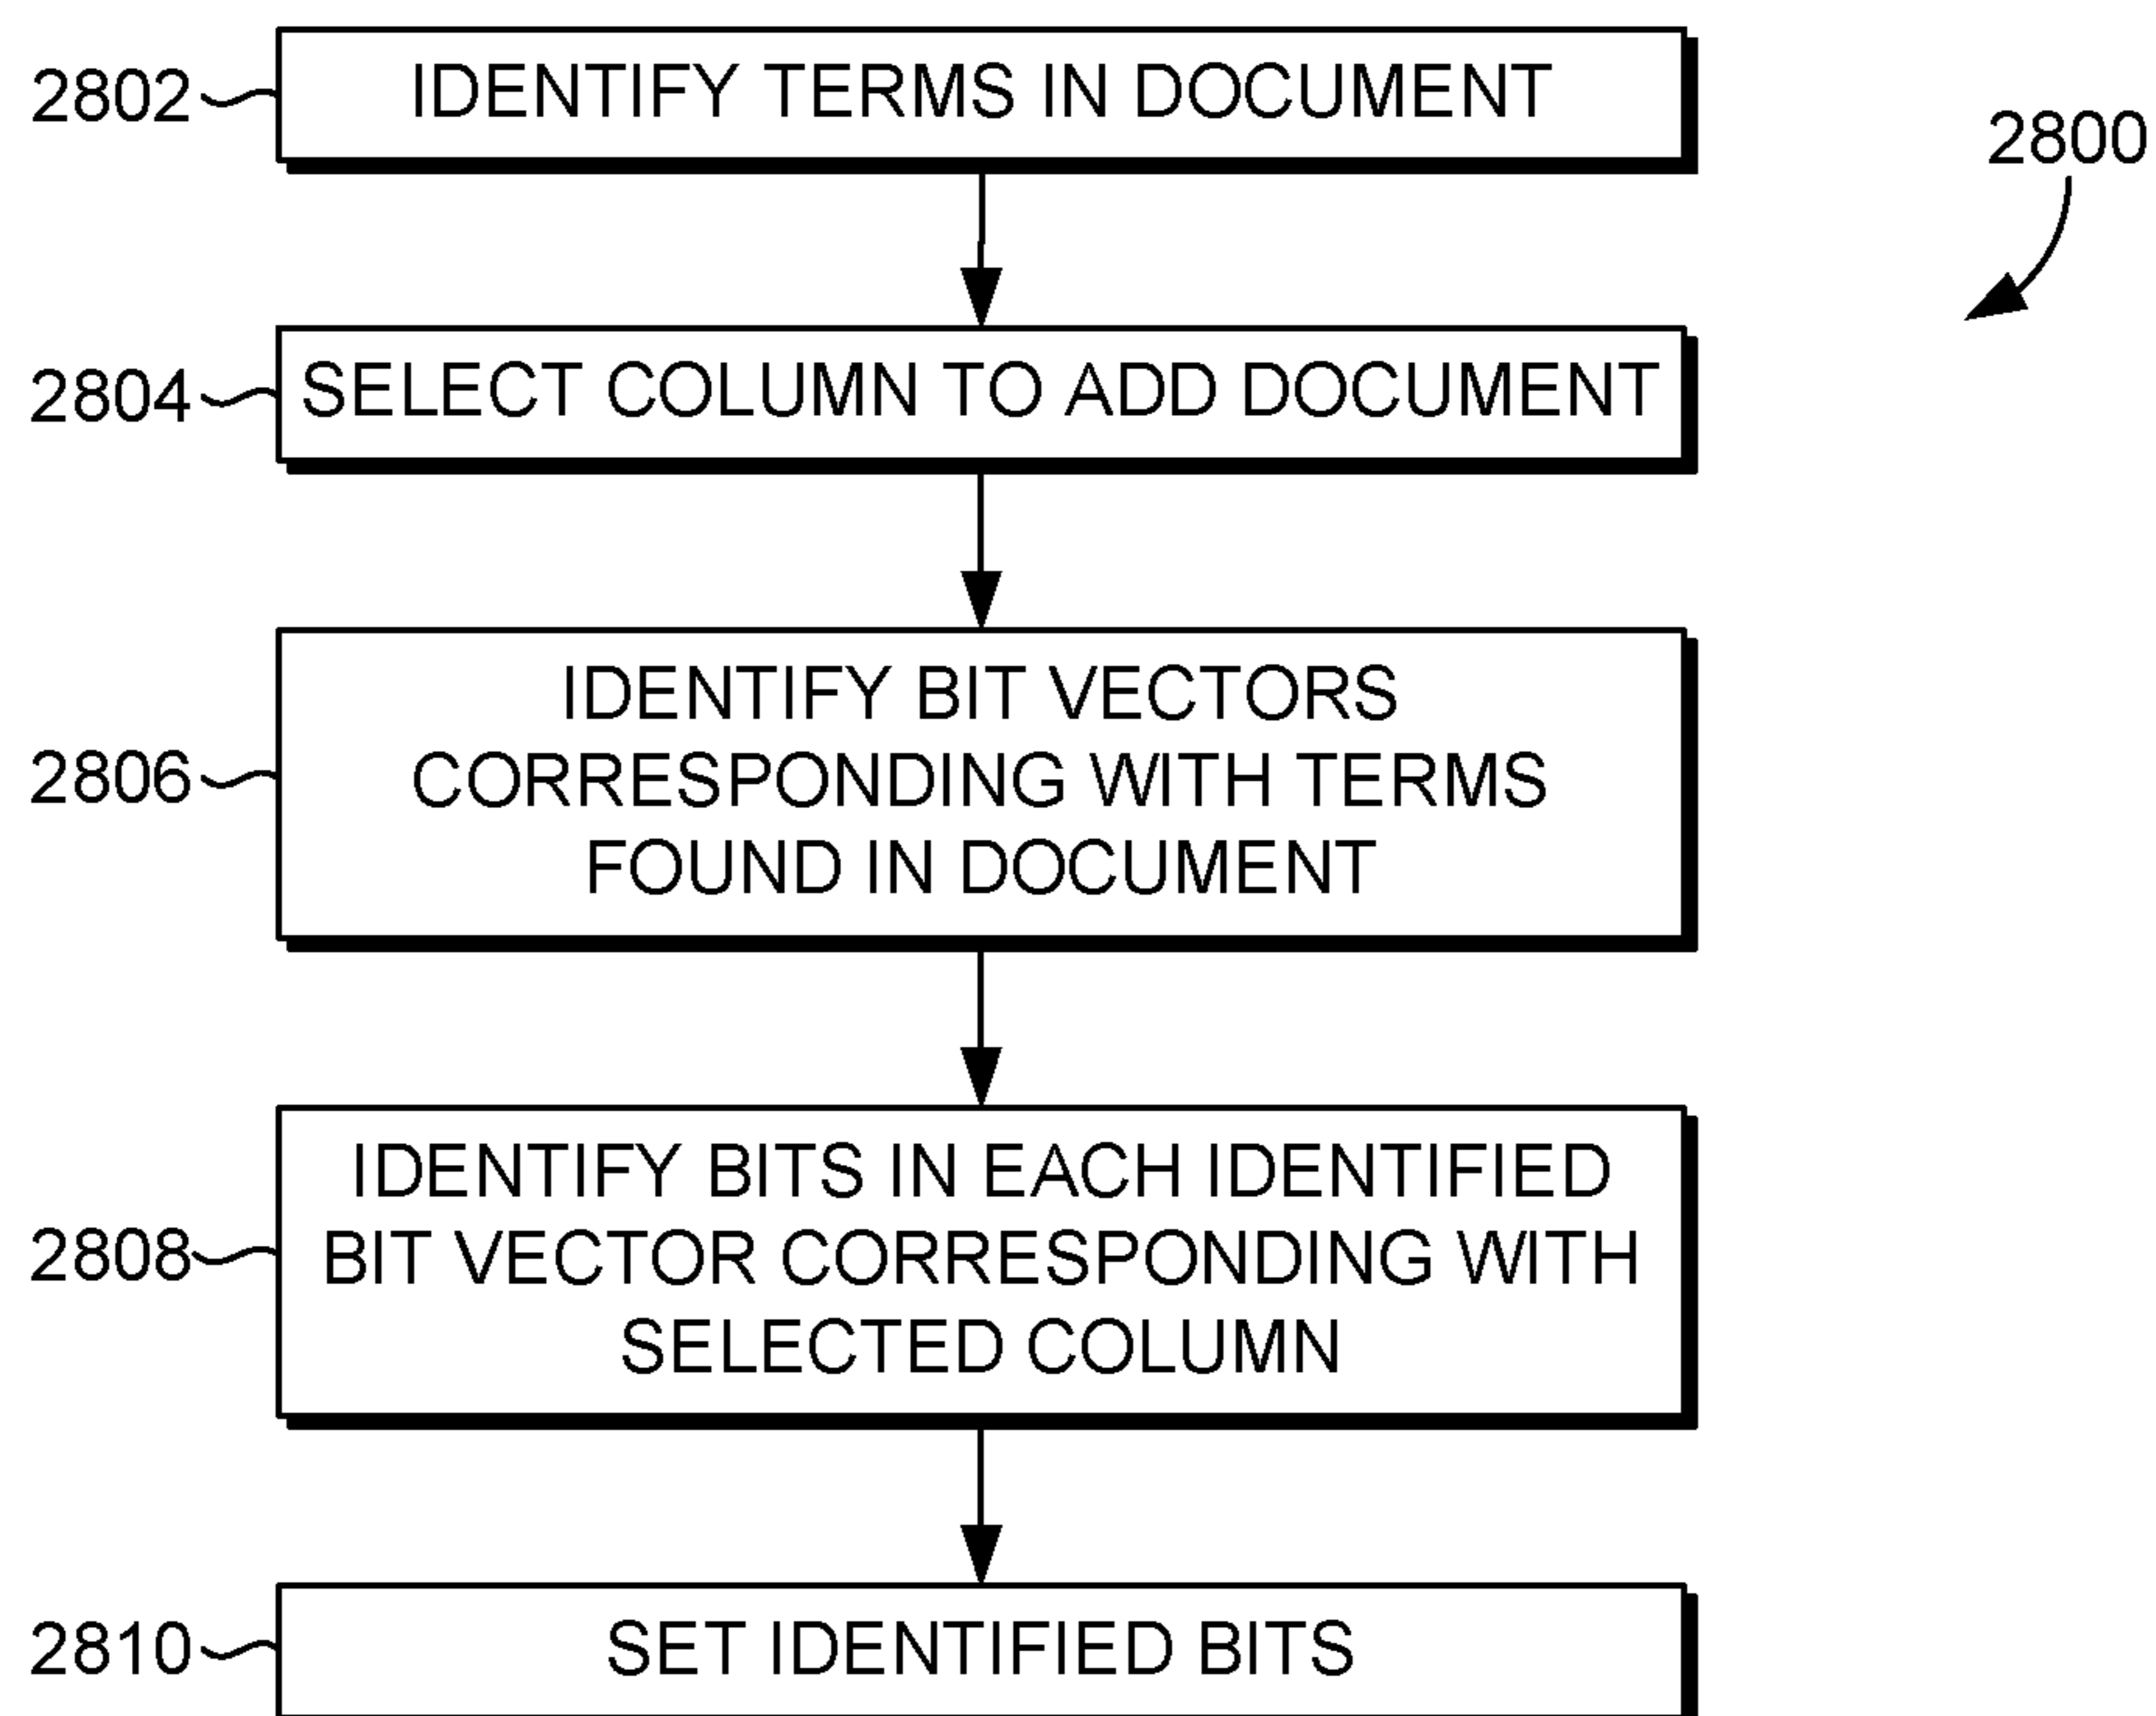 2802
IDENTIFY TERMS IN DOCUMENT
2800
2804
SELECT COLUMN TO ADD DOCUMENT
2806
IDENTIFY BIT VECTORS
CORRESPONDING WITH TERMS
FOUND IN DOCUMENT
2808
IDENTIFY BITS IN EACH IDENTIFIED
BIT VECTOR CORRESPONDING WITH
SELECTED COLUMN
2810
SET IDENTIFIED BITS